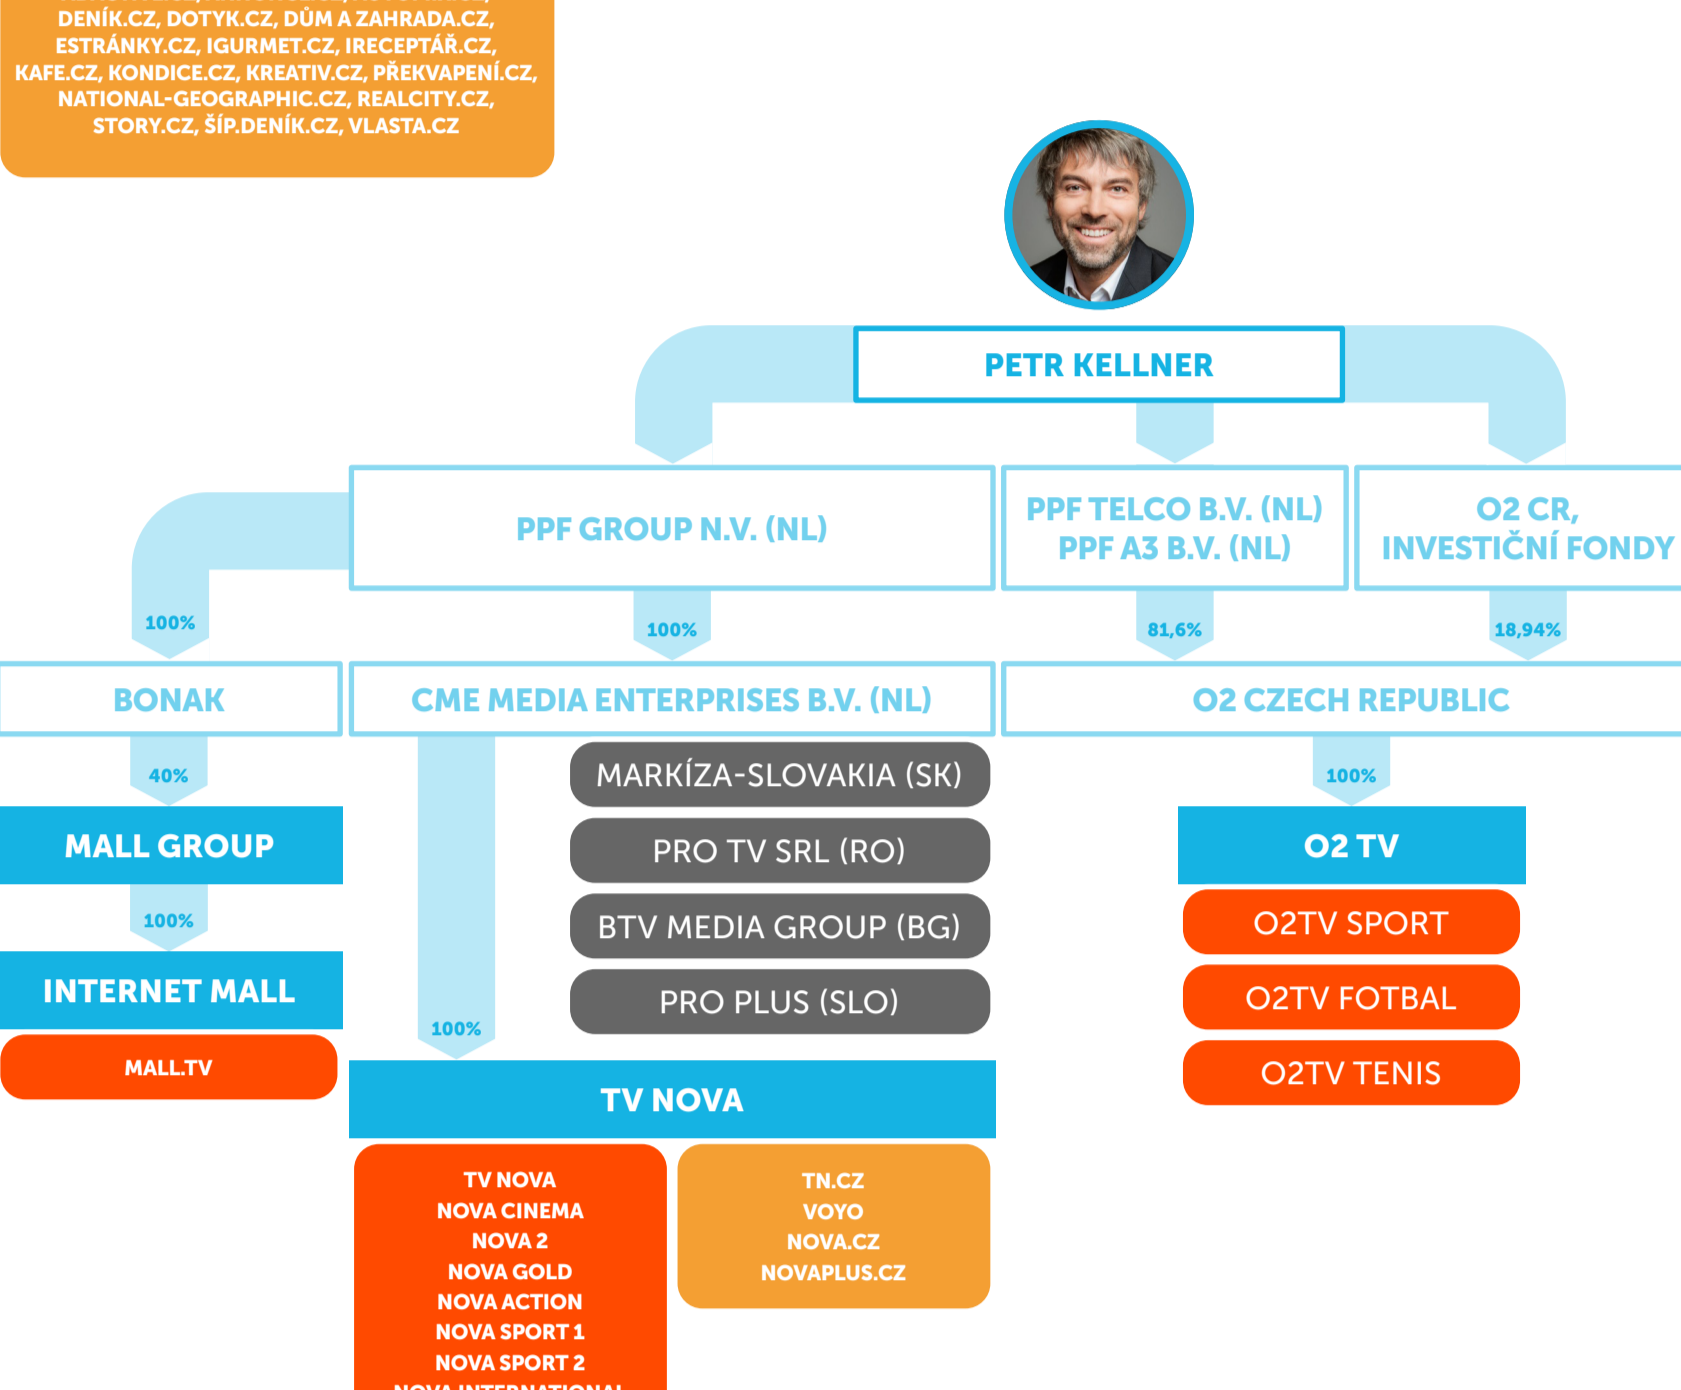 DENÍK.CZ, DOTYK.CZ, DŮM A ZAHRADA.CZ,
ESTRÁNKY.CZ, IGURMET.CZ, IRECEPTÁŘ.CZ,
KAFE.CZ, KONDICE.CZ, KREATIV.CZ, PŘEKVAPENÍ.CZ,
NATIONAL-GEOGRAPHIC.CZ, REALCITY.CZ,
STORY.CZ, ŠÍP.DENÍK.CZ, VLASTA.CZ
PETR KELLNER
PPF GROUP N.V. (NL)
PPF TELCO B.V. (NL)
PPF A3 B.V. (NL)
O2 CR,
INVESTIČNÍ FONDY
100%
100%
81,6%
18,94%
BONAK
CME MEDIA ENTERPRISES B.V. (NL)
O2 CZECH REPUBLIC
40%
MALL GROUP
100%
INTERNET MALL
MALL.TV
MARKÍZA-SLOVAKIA (SK)
PRO TV SRL (RO)
BTV MEDIA GROUP (BG)
PRO PLUS (SLO)
100%
TV NOVA
TV NOVA
NOVA CINEMA
NOVA 2
NOVA GOLD
NOVA ACTION
NOVA SPORT 1
NOVA SPORT 2
NOVA INTERNATIONAL
TN.CZ
VOYO
NOVA.CZ
NOVAPLUS.CZ
100%
O2 TV
O2TV SPORT
O2TV FOTBAL
O2TV TENIS